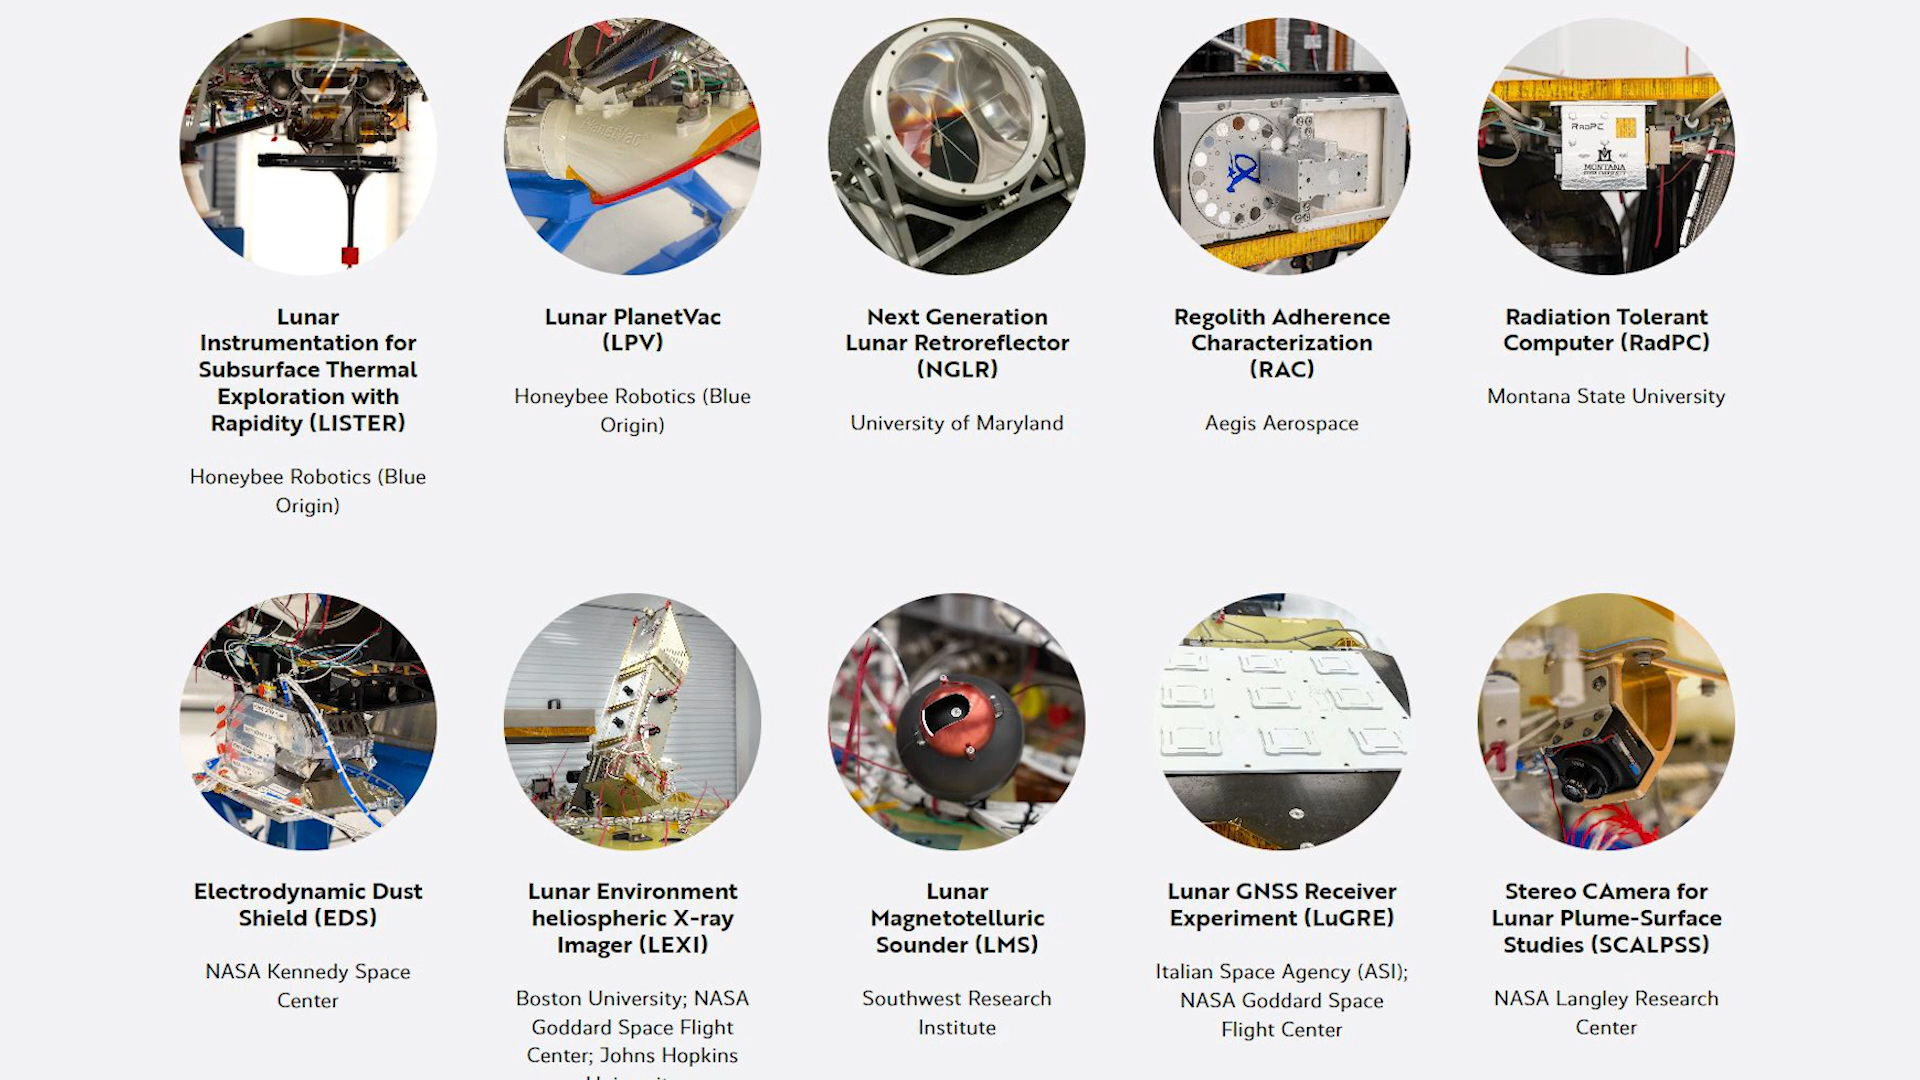 RadPC
MONTANA
Lunar
Instrumentation for
Subsurface Thermal
Exploration with
Rapidity (LISTER)
Honeybee Robotics (Blue
Origin)
Lunar PlanetVac
(LPV)
Honeybee Robotics (Blue
Origin)
Next Generation
Lunar Retroreflector
(NGLR)
University of Maryland
Regolith Adherence
Characterization
(RAC)
Aegis Aerospace
Radiation Tolerant
Computer (RadPC)
Montana State University
Electrodynamic Dust
Shield (EDS)
NASA Kennedy Space
Center
Lunar Environment
heliospheric X-ray
Imager (LEXI)
Boston University; NASA
Goddard Space Flight
Center; Johns Hopkins
Lunar
Magnetotelluric
Sounder (LMS)
Southwest Research
Institute
Lunar GNSS Receiver
Experiment (LuGRE)
Italian Space Agency (ASI);
NASA Goddard Space
Flight Center
Stereo CAmera for
Lunar Plume-Surface
Studies (SCALPSS)
NASA Langley Research
Center